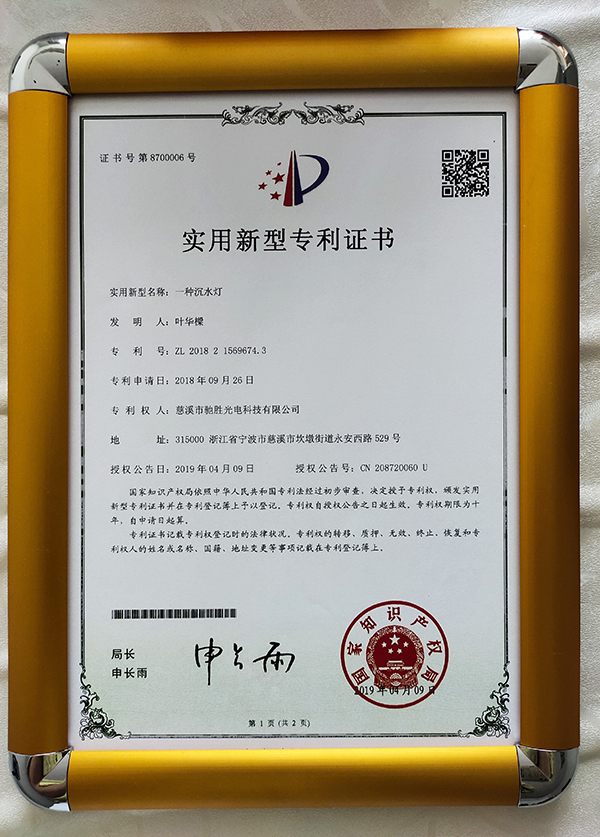 证书号第8700006号
实用新型专利证书
实用新型名称：一种沉水灯
发明人：叶华樑
专利号：ZL 2018 2 1569674.3
专利申请日：2018年09月26日
专利权人：慈溪市驰胜光电科技有限公司
地址：315000 浙江省宁波市慈溪市坎墩街道永安西路529号
授权公告日：2019年04月09日 授权公告号：CN 208720060 U
国家知识产权局依照中华人民共和国专利法经过初步审查，决定授予专利权，颁发实用
新型专利证书并在专利登记簿上予以登记。专利权自授权公告之日起生效。专利权期限为十
年，自申请日起算。
专利证书记载专利权登记时的法律状况。专利权的转移、质押、无效、终止、恢复和专
利权人的姓名或名称、国籍、地址变更等事项记载在专利登记簿上。
局长
申长雨
申长雨
国家知识产权局
2019年04月09日
第1页(共2页)